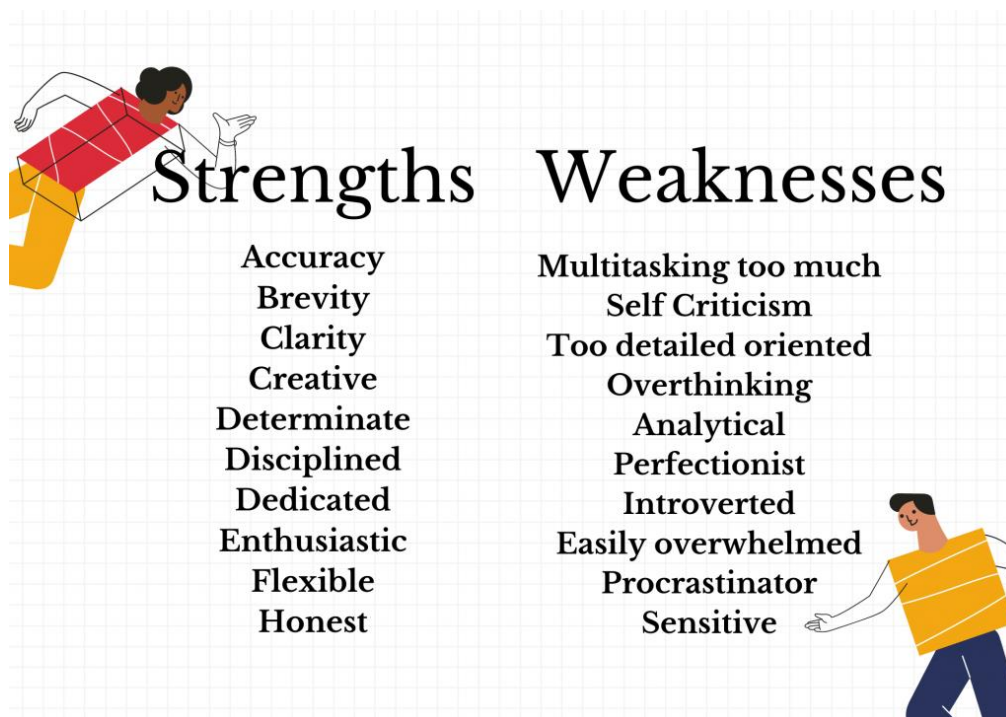 Strengths
Accuracy
Brevity
Clarity
Creative
Determinate
Disciplined
Dedicated
Enthusiastic
Flexible
Honest
Weaknesses
Multitasking too much
Self Criticism
Too detailed oriented
Overthinking
Analytical
Perfectionist
Introverted
Easily overwhelmed
Procrastinator
Sensitive